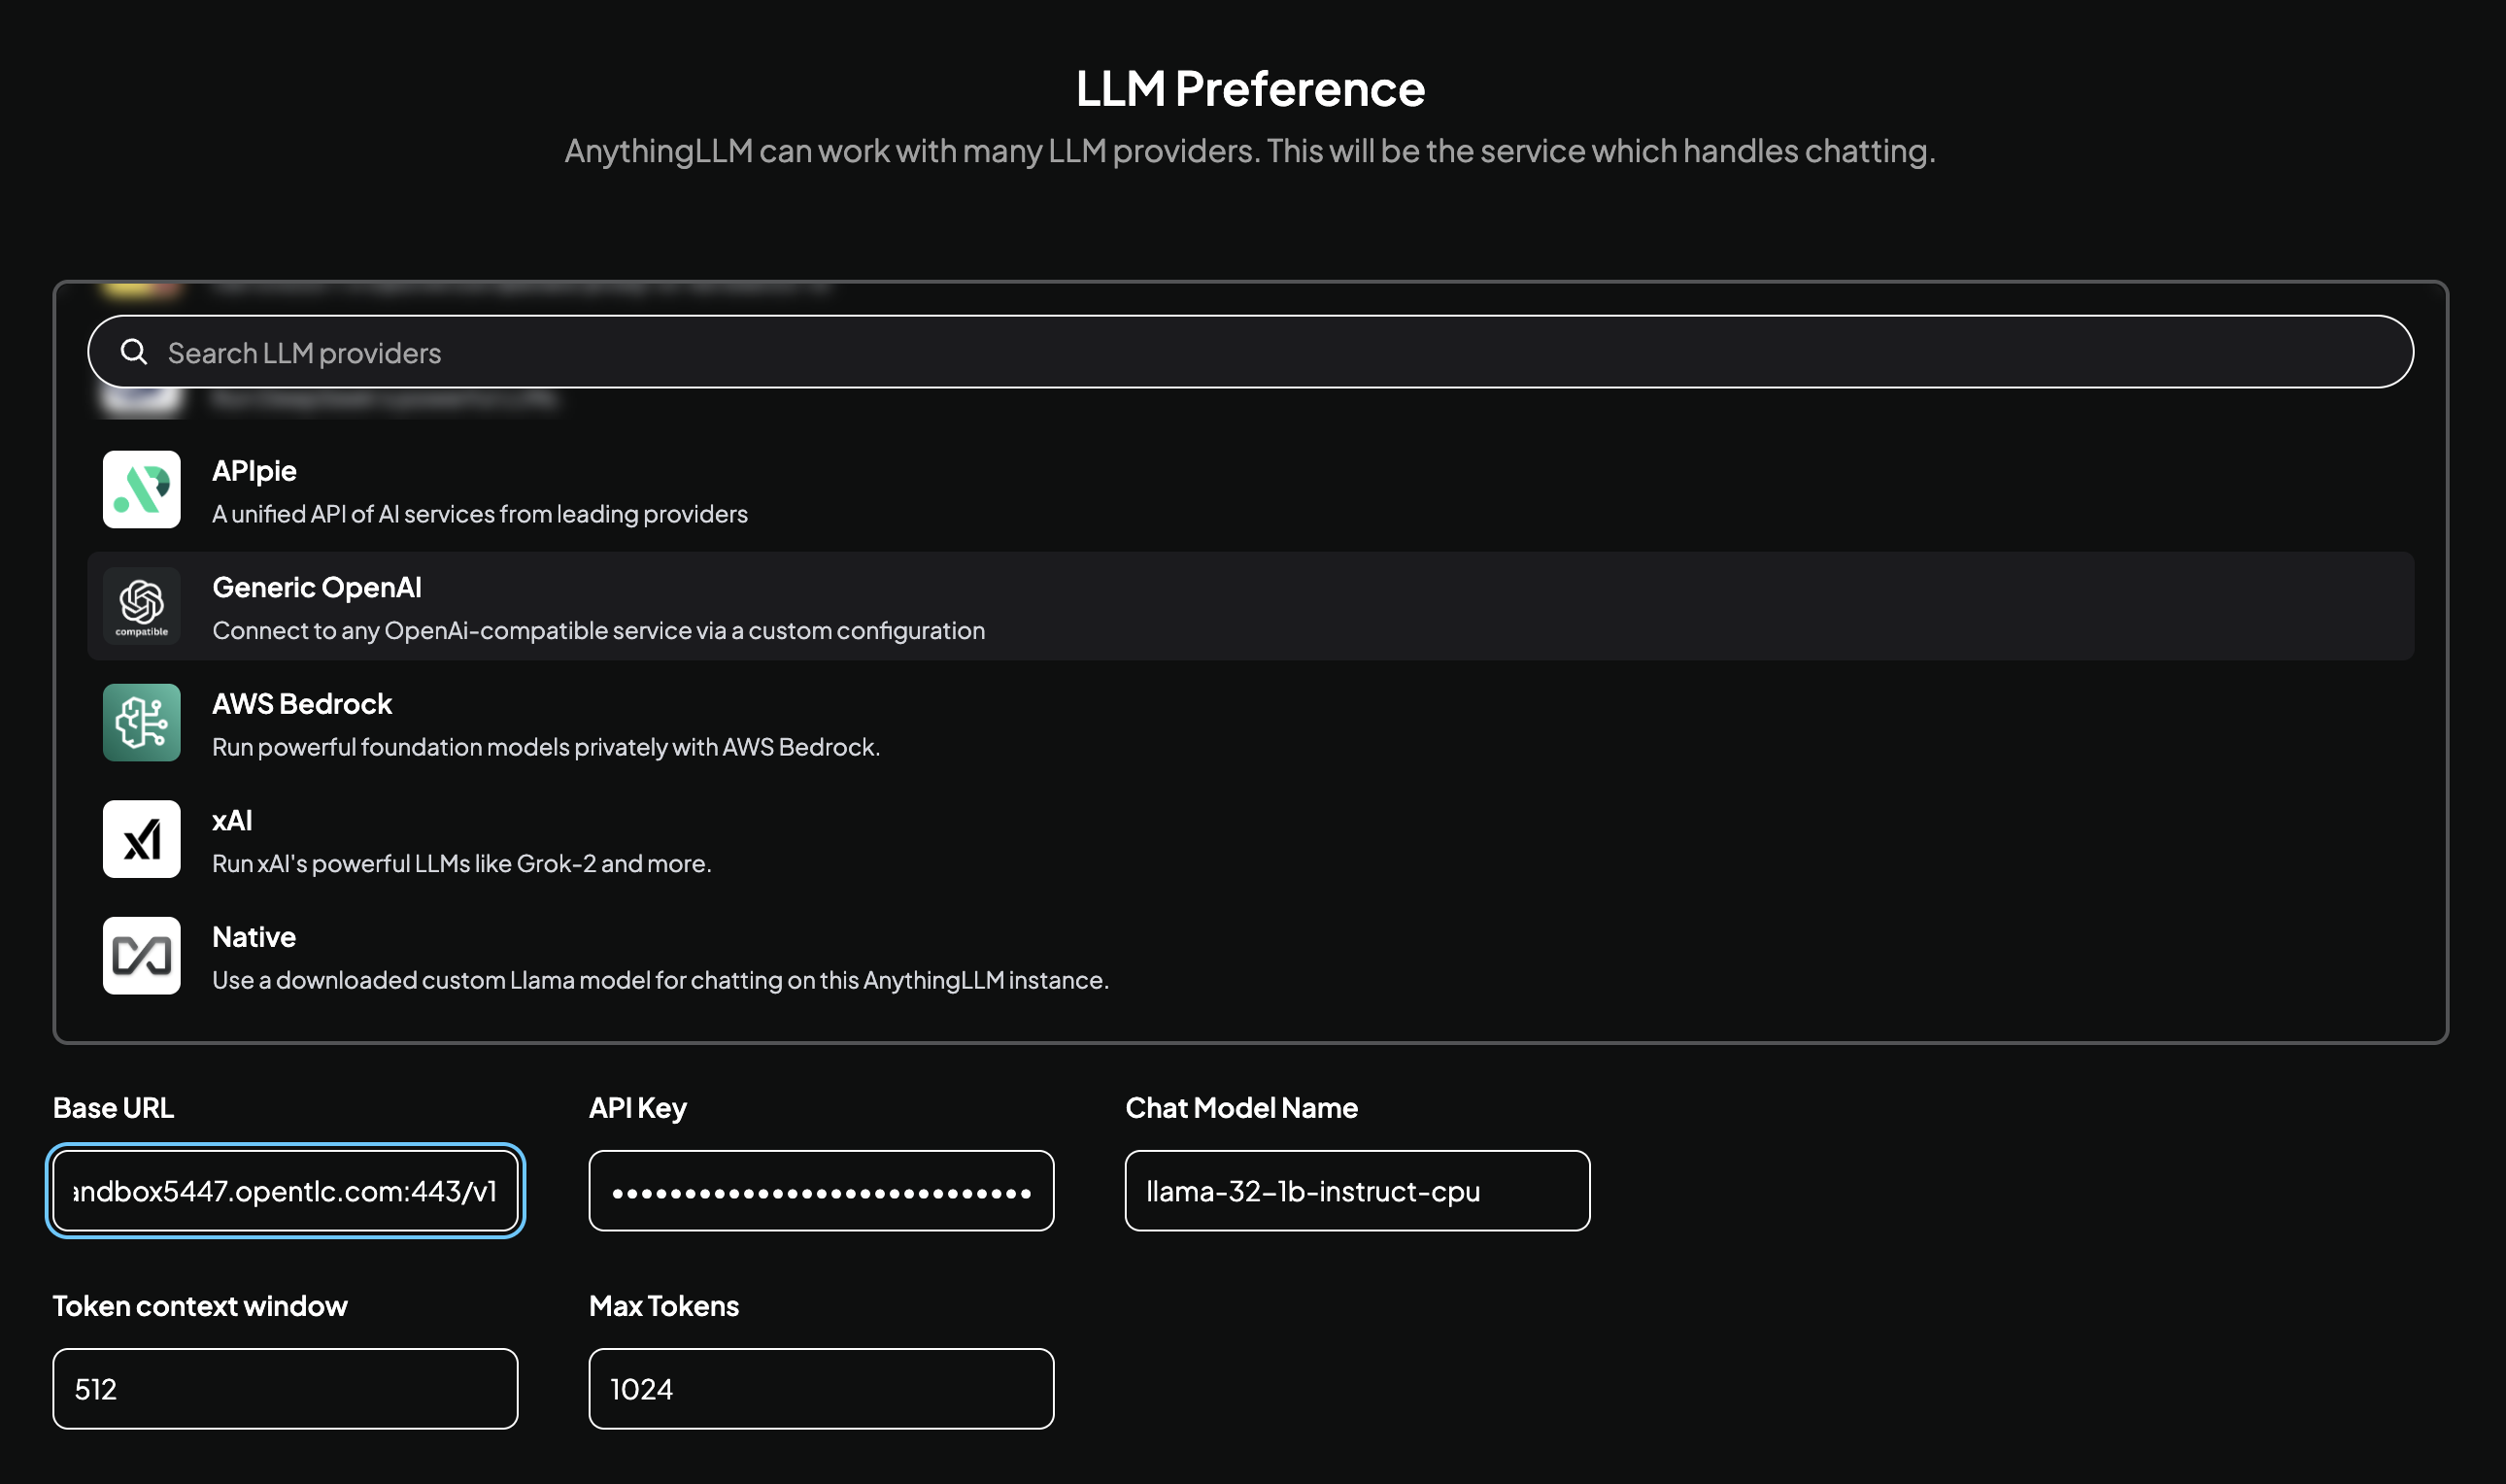 LLM Preference
AnythingLLM can work with many LLM providers. This will be the service which handles chatting.
Search LLM providers
APIpie
A unified API of AI services from leading providers
compatible
Generic OpenAI
Connect to any OpenAi-compatible service via a custom configuration
AWS Bedrock
Run powerful foundation models privately with AWS Bedrock.
xAI
Run xAI's powerful LLMs like Grok-2 and more.
Native
Use a downloaded custom Llama model for chatting on this AnythingLLM instance.
Base URL
API Key
Chat Model Name
andbox5447.opentlc.com:443/v1
••••••••••••••••••••••••••••••
llama-32-1b-instruct-cpu
Token context window
Max Tokens
512
1024